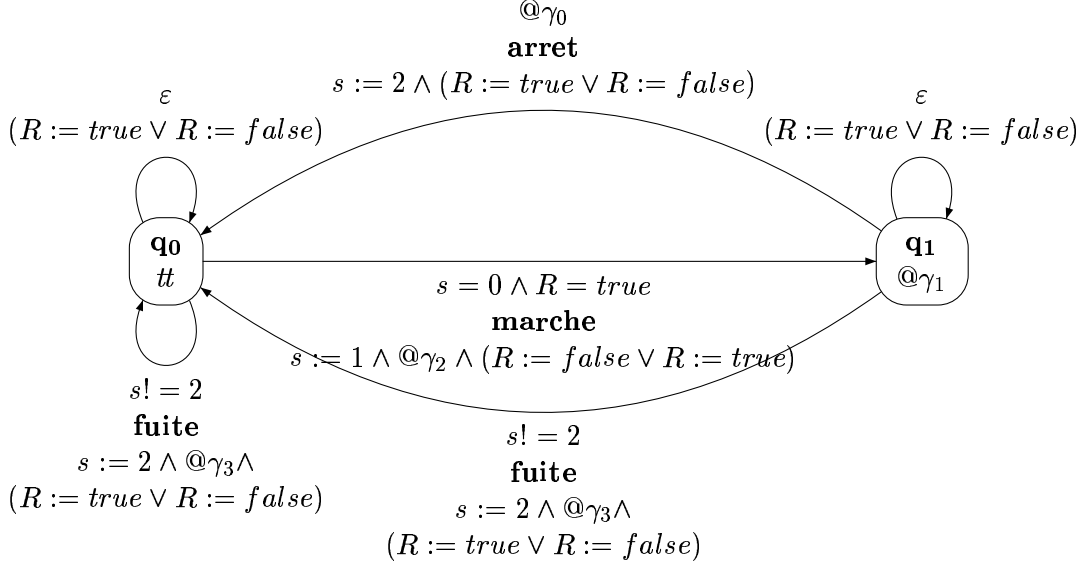 @γ₀
arret
s := 2 ∧ (R := true ∨ R := false)
ε
(R := true ∨ R := false)
ε
(R := true ∨ R := false)
q₀
tt
q₁
@γ₁
s = 0 ∧ R = true
marche
s := 1 ∧ @γ₂ ∧ (R := false ∨ R := true)
s! = 2
fuite
s := 2 ∧ @γ₃∧
(R := true ∨ R := false)
s! = 2
fuite
s := 2 ∧ @γ₃∧
(R := true ∨ R := false)